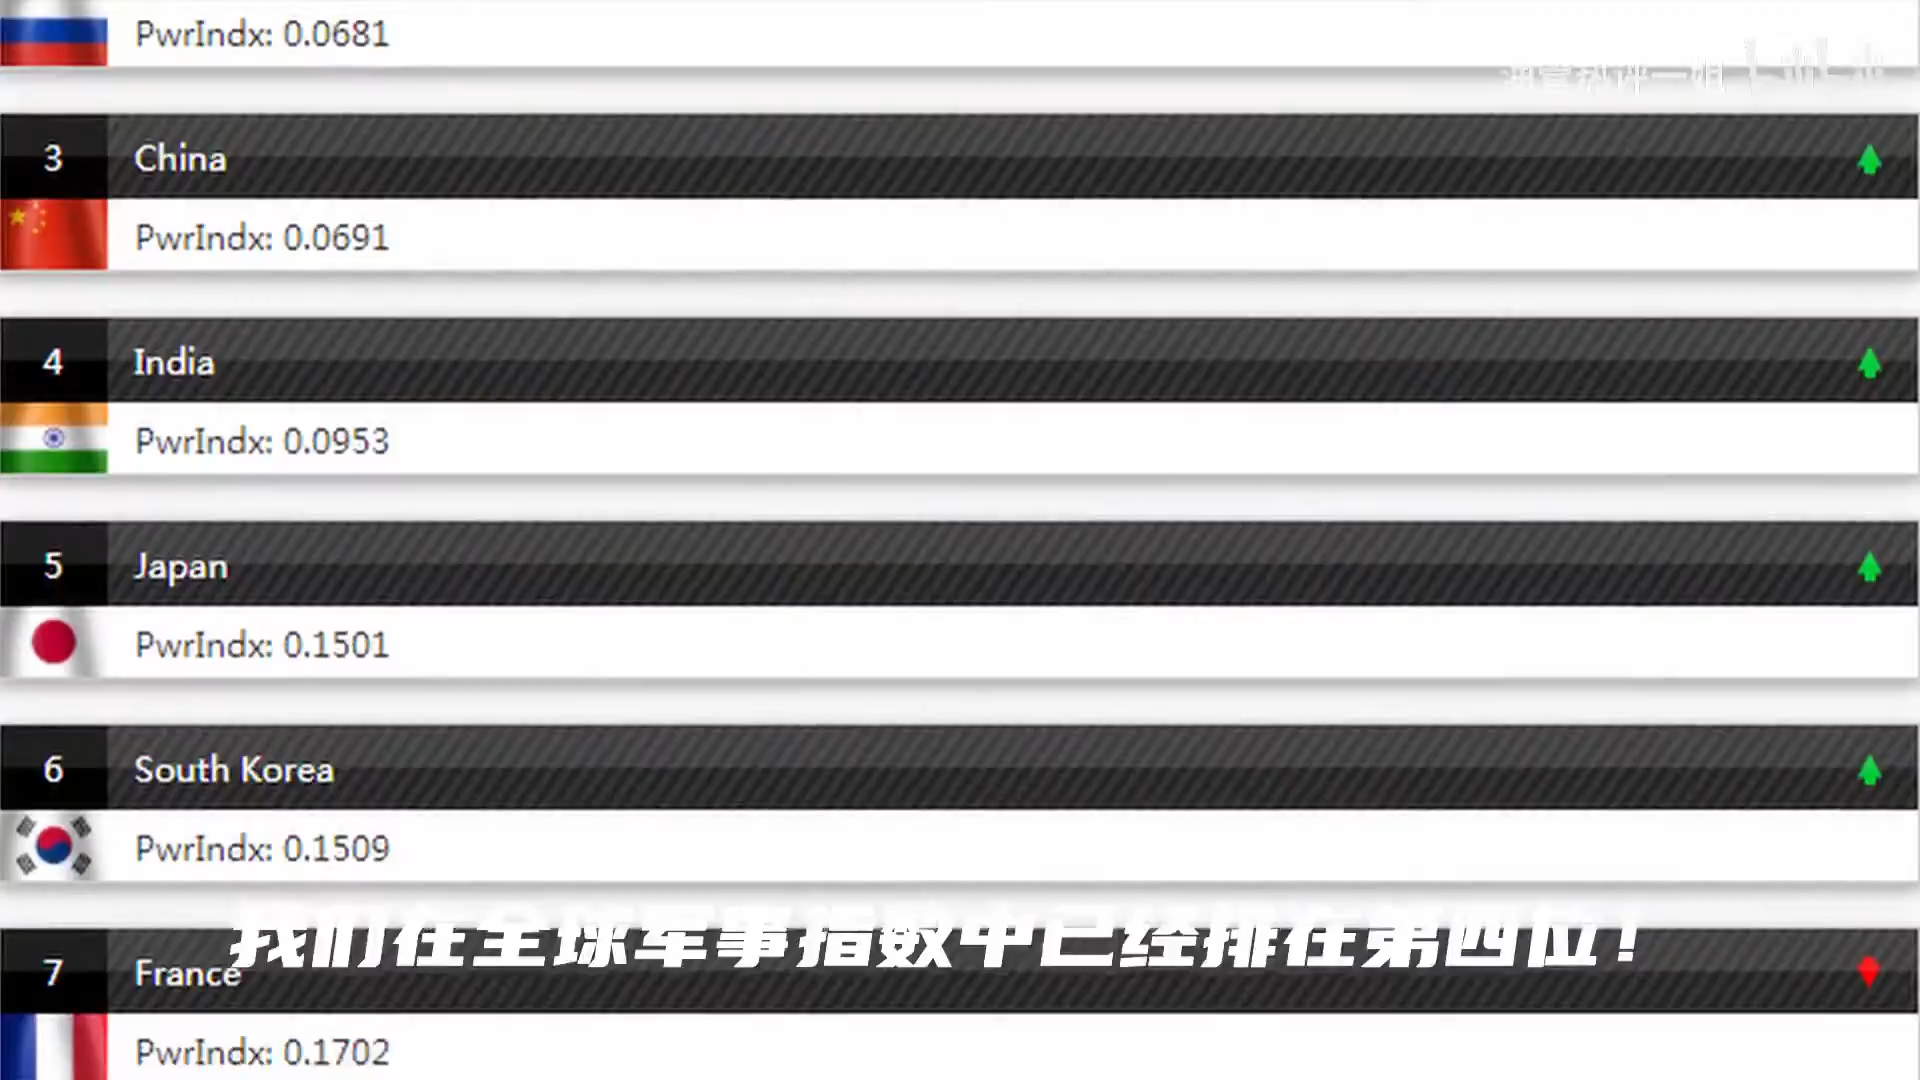 PwrIndx: 0.0681
3 China
PwrIndx: 0.0691
4 India
PwrIndx: 0.0953
5 Japan
PwrIndx: 0.1501
6 South Korea
PwrIndx: 0.1509
我们在全球军事指数中已经排在第四位！
7 France
PwrIndx: 0.1702